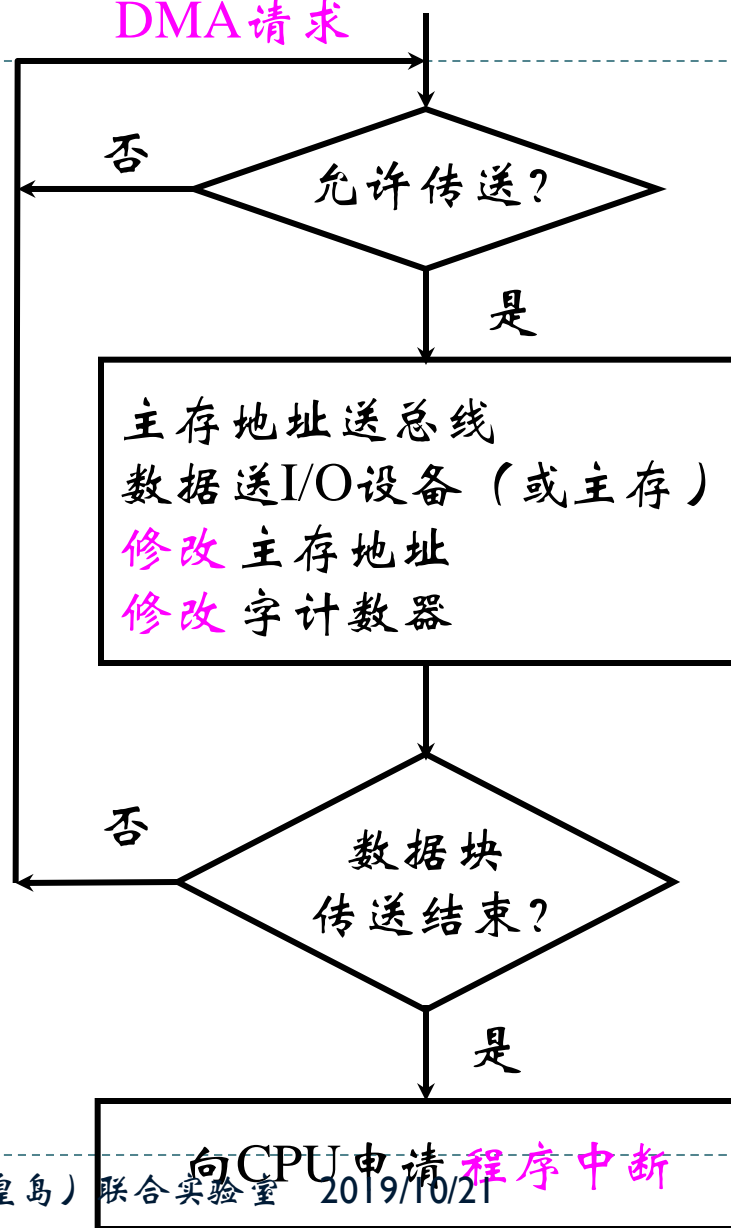 DMA请求
否
允许传送?
是
主存地址送总线
数据送I/O设备（或主存）
修改 主存地址
修改 字计数器
否
数据块
传送结束?
是
向CPU申请 程序中断
皇岛）联合实验室 2019/10/21